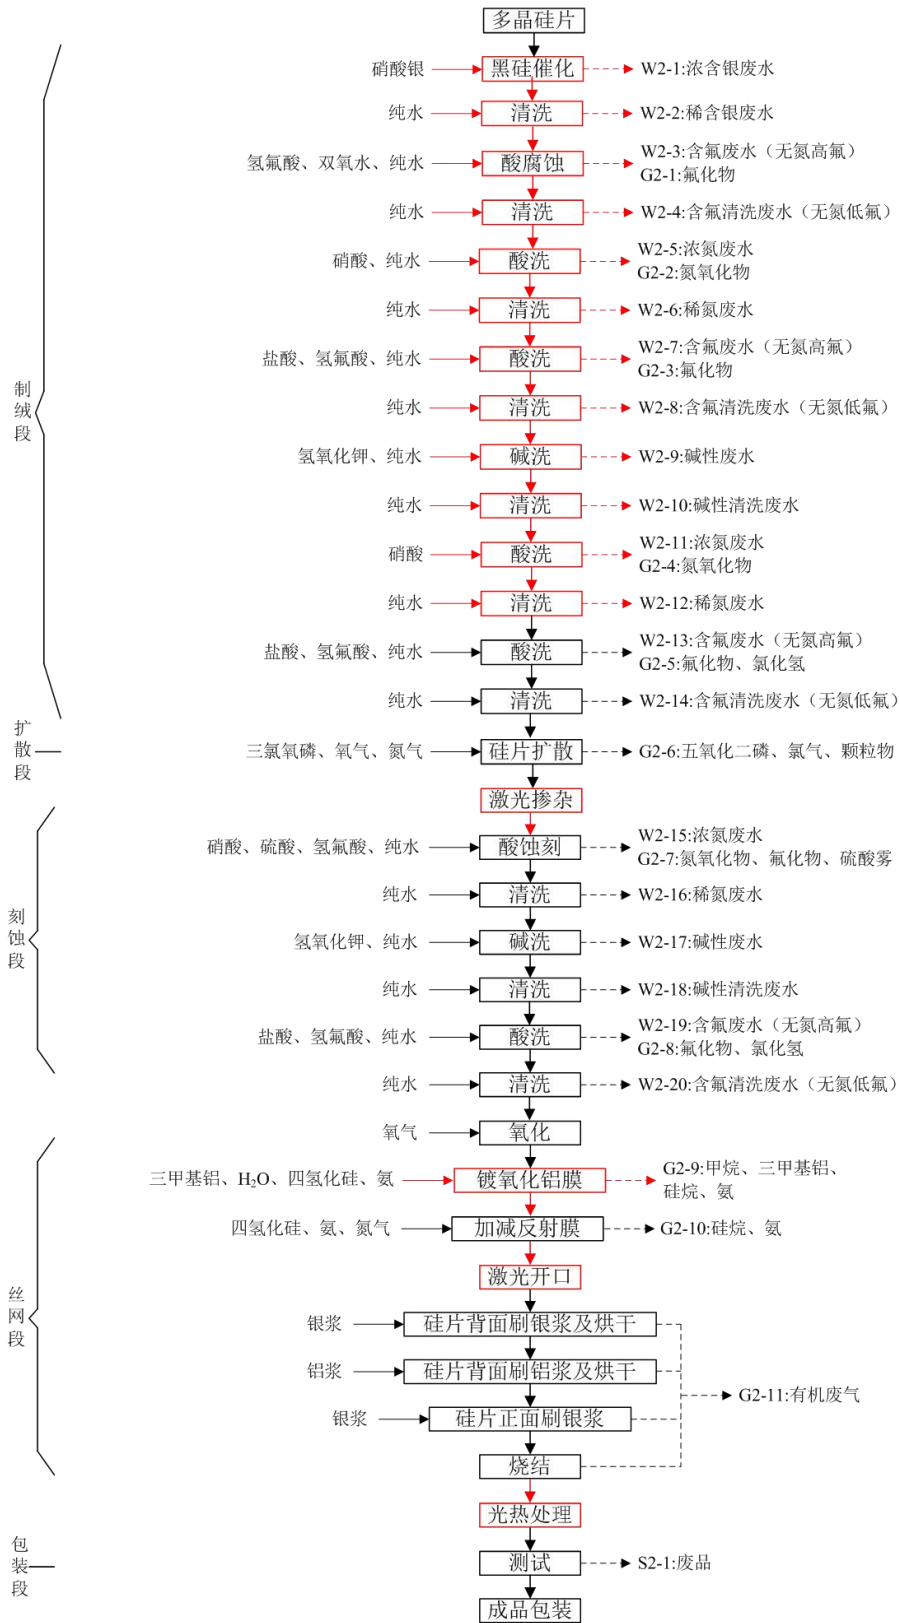 多晶硅片
硝酸银 黑硅催化 W2-1:浓含银废水
纯水 清洗 W2-2:稀含银废水
氢氟酸、双氧水、纯水 酸腐蚀 W2-3:含氟废水（无氮高氟）
G2-1:氟化物
纯水 清洗 W2-4:含氟清洗废水（无氮低氟）
硝酸、纯水 酸洗 W2-5:浓氮废水
G2-2:氮氧化物
纯水 清洗 W2-6:稀氮废水
盐酸、氢氟酸、纯水 酸洗 W2-7:含氟废水（无氮高氟）
G2-3:氟化物
制绒段
纯水 清洗 W2-8:含氟清洗废水（无氮低氟）
氢氧化钾、纯水 碱洗 W2-9:碱性废水
纯水 清洗 W2-10:碱性清洗废水
硝酸 酸洗 W2-11:浓氮废水
G2-4:氮氧化物
纯水 清洗 W2-12:稀氮废水
盐酸、氢氟酸、纯水 酸洗 W2-13:含氟废水（无氮高氟）
G2-5:氟化物、氯化氢
纯水 清洗 W2-14:含氟清洗废水（无氮低氟）
扩散段
三氯氧磷、氧气、氮气 硅片扩散 G2-6:五氧化二磷、氯气、颗粒物
激光掺杂
硝酸、硫酸、氢氟酸、纯水 酸蚀刻 W2-15:浓氮废水
G2-7:氮氧化物、氟化物、硫酸雾
纯水 清洗 W2-16:稀氮废水
刻蚀段
氢氧化钾、纯水 碱洗 W2-17:碱性废水
纯水 清洗 W2-18:碱性清洗废水
盐酸、氢氟酸、纯水 酸洗 W2-19:含氟废水（无氮高氟）
G2-8:氟化物、氯化氢
纯水 清洗 W2-20:含氟清洗废水（无氮低氟）
氧气 氧化
三甲基铝、H₂O、四氢化硅、氨 镀氧化铝膜 G2-9:甲烷、三甲基铝、
硅烷、氨
四氢化硅、氨、氮气 加减反射膜 G2-10:硅烷、氨
激光开口
丝网段
银浆 硅片背面刷银浆及烘干
铝浆 硅片背面刷铝浆及烘干
G2-11:有机废气
银浆 硅片正面刷银浆
烧结
光热处理
包装段
测试 S2-1:废品
成品包装